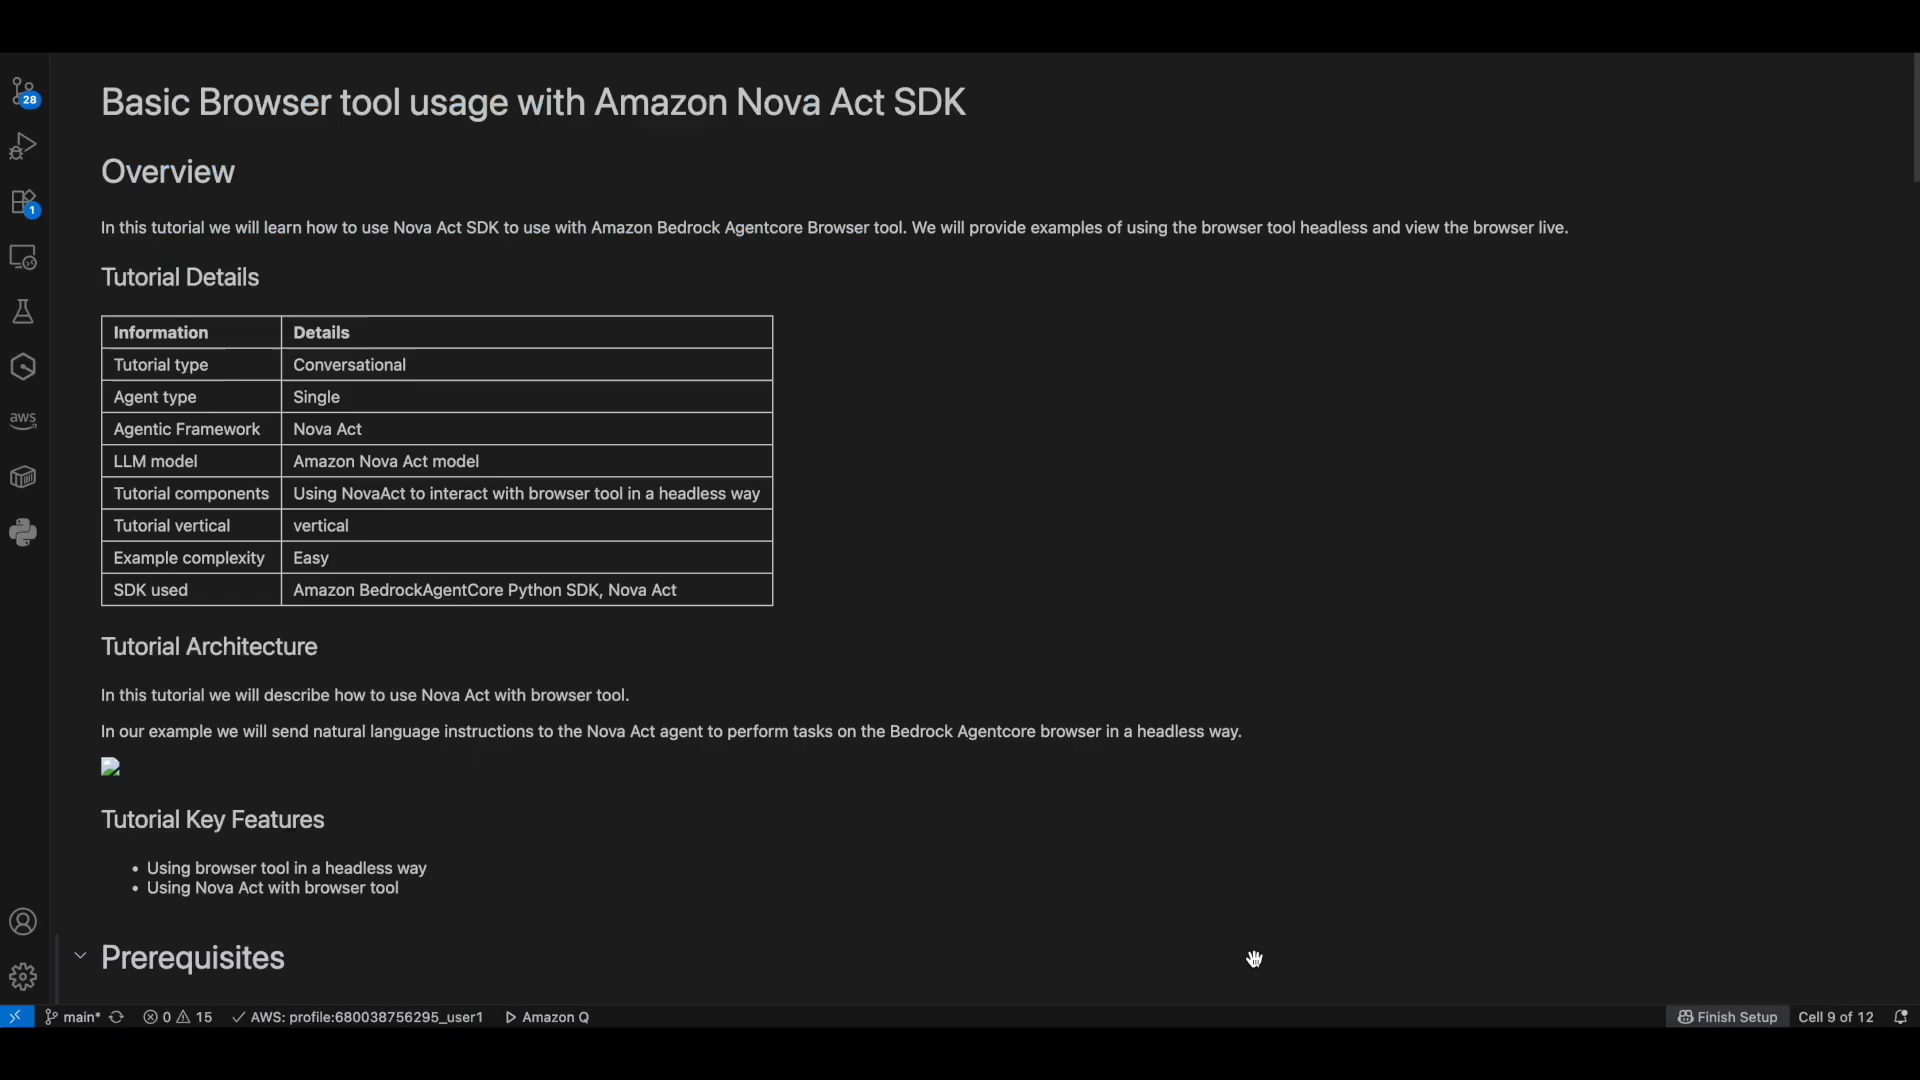 Basic Browser tool usage with Amazon Nova Act SDK
28
Overview
1
In this tutorial we will learn how to use Nova Act SDK to use with Amazon Bedrock Agentcore Browser tool. We will provide examples of using the browser tool headless and view the browser live.
Tutorial Details
Information Details
Tutorial type Conversational
Agent type Single
Agentic Framework Nova Act
aws
LLM model Amazon Nova Act model
Tutorial components Using NovaAct to interact with browser tool in a headless way
Tutorial vertical vertical
Example complexity Easy
SDK used Amazon BedrockAgentCore Python SDK, Nova Act
Tutorial Architecture
In this tutorial we will describe how to use Nova Act with browser tool.
In our example we will send natural language instructions to the Nova Act agent to perform tasks on the Bedrock Agentcore browser in a headless way.
Tutorial Key Features
• Using browser tool in a headless way
• Using Nova Act with browser tool
Prerequisites
main* 0 15 AWS: profile:680038756295_user1 Amazon Q Finish Setup Cell 9 of 12